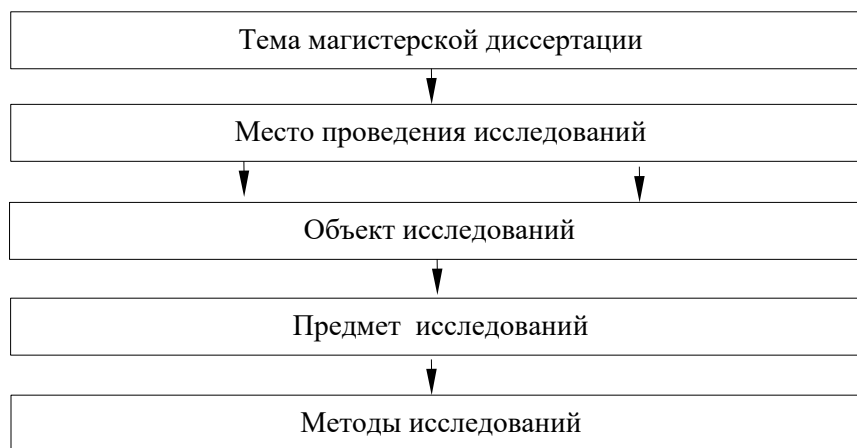 Тема магистерской диссертации
Место проведения исследований
Объект исследований
Предмет исследований
Методы исследований